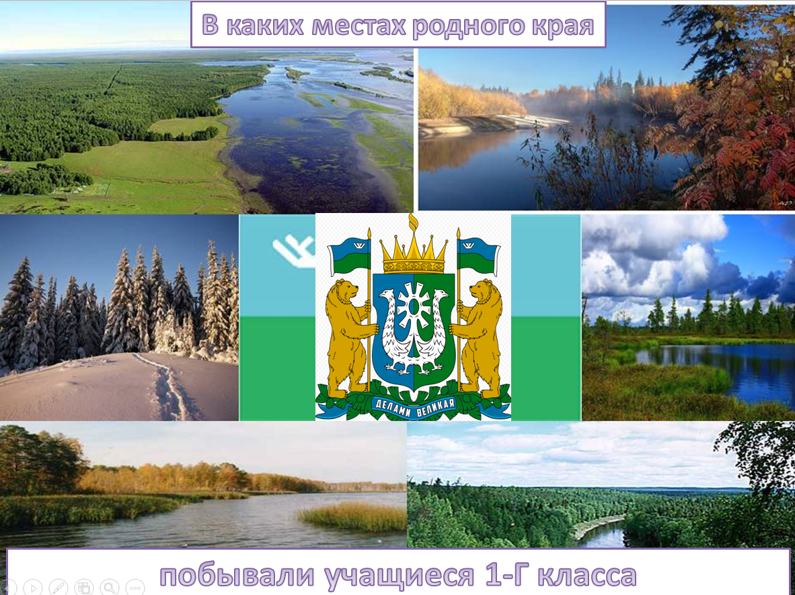 В каких местах родного края
ДЕЛАМИ ВЕЛИКАЯ
побывали учащиеся 1-Г класса